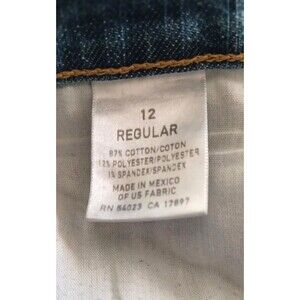 12
REGULAR
87% COTTON/COTON
12% POLYESTER/POLYESTER
1% SPANDEX/SPANDEX
MADE IN MEXICO
OF US FABRIC
RN 54023 CA 17897